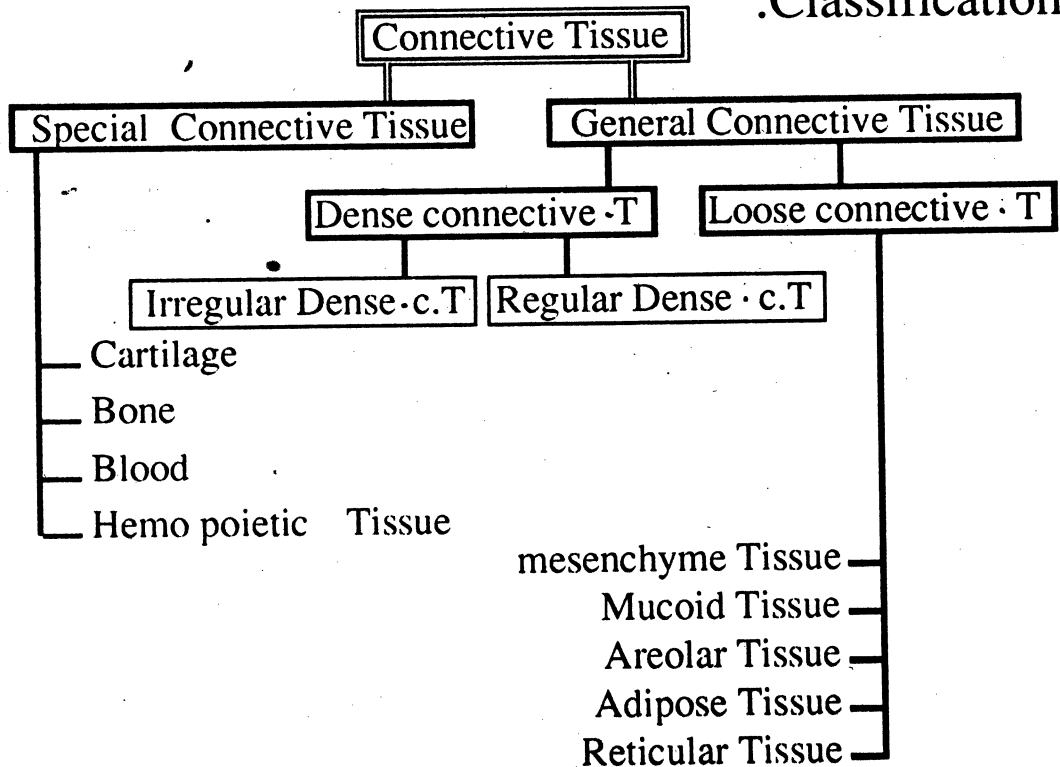 .Classification
Connective Tissue
Special Connective Tissue
General Connective Tissue
Dense connective · T
Loose connective · T
Irregular Dense · c.T
Regular Dense · c.T
Cartilage
Bone
Blood
Hemo poietic Tissue
mesenchyme Tissue
Mucoid Tissue
Areolar Tissue
Adipose Tissue
Reticular Tissue